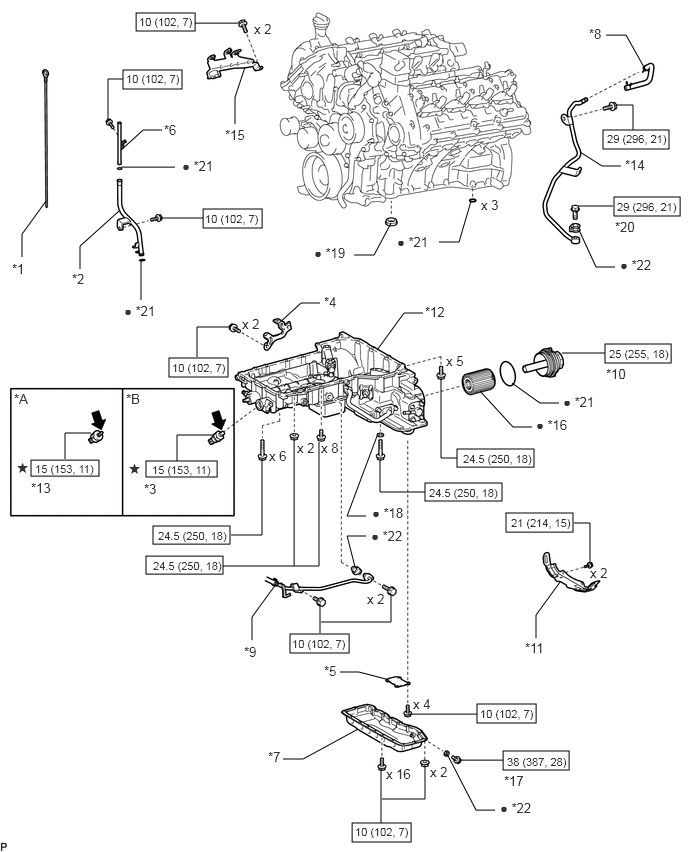 10 (102, 7)
x 2
*8
10 (102, 7)
*6
*15
29 (296, 21)
*21
*14
x 3
29 (296, 21)
10 (102, 7)
*20
*21
*19
*1
*2
*22
*21
*4
*12
x 2
x 5
25 (255, 18)
10 (102, 7)
*10
*A
*B
*21
*16
x 6
x 2
x 8
24.5 (250, 18)
★ 15 (153, 11)
★ 15 (153, 11)
*13
*3
24.5 (250, 18)
*18
21 (214, 15)
24.5 (250, 18)
*22
24.5 (250, 18)
x 2
x 2
10 (102, 7)
*9
*11
*5
x 4
10 (102, 7)
*7
38 (387, 28)
x 16
x 2
*17
*22
10 (102, 7)
P